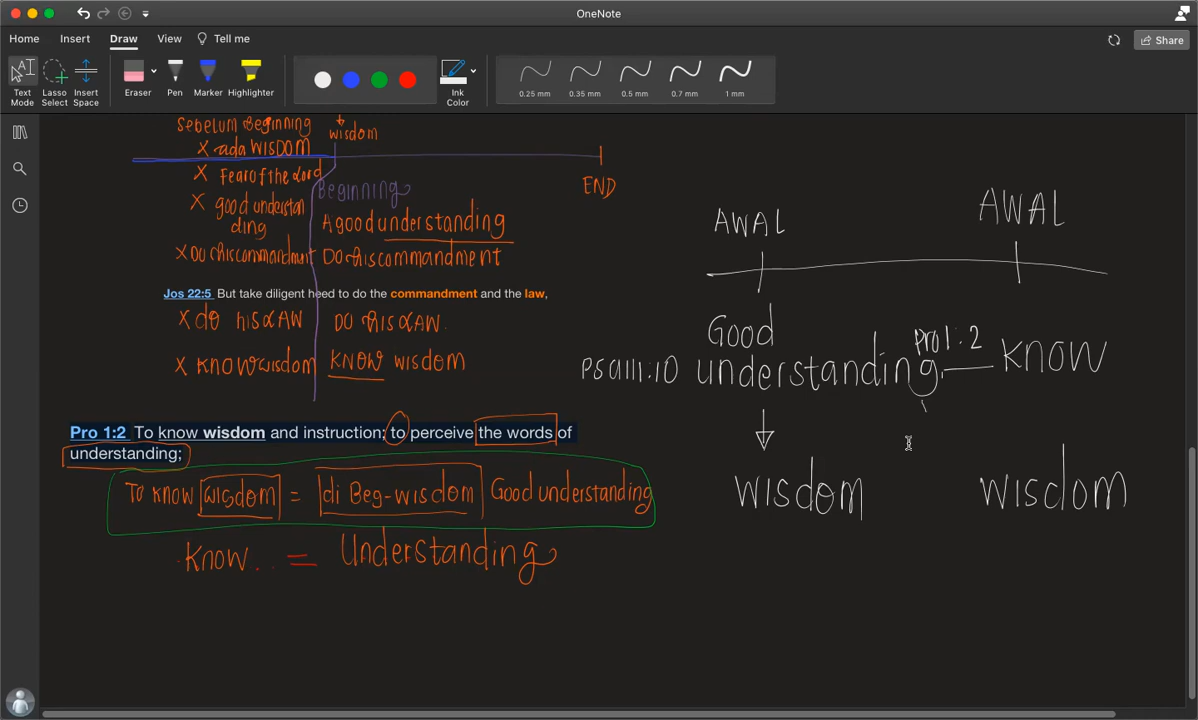 OneNote
Home Insert Draw View Tell me
Share
Text Mode
Lasso Select
Insert Space
Eraser
Pen
Marker
Highlighter
Ink Color
0.25 mm 0.35 mm 0.5 mm 0.7 mm 1 mm
Sebelum Beginning
wisdom
X ada WISDOM
X Fear of the Lord
END
Beginning
X good understan
ding
A good understanding
X Do his commandment
Do his commandment
Jos 22:5 But take diligent heed to do the commandment and the law,
X do his LAW
DO his LAW.
X know wisdom
KNOW wisdom
Pro 1:2 To know wisdom and instruction; to perceive the words of
understanding;
To know wisdom = di Beg-wisdom Good understanding
Know.. = Understanding
AWAL
AWAL
Good
Pro 1:2
PSA 111:10 understanding
know
wisdom
wisdom